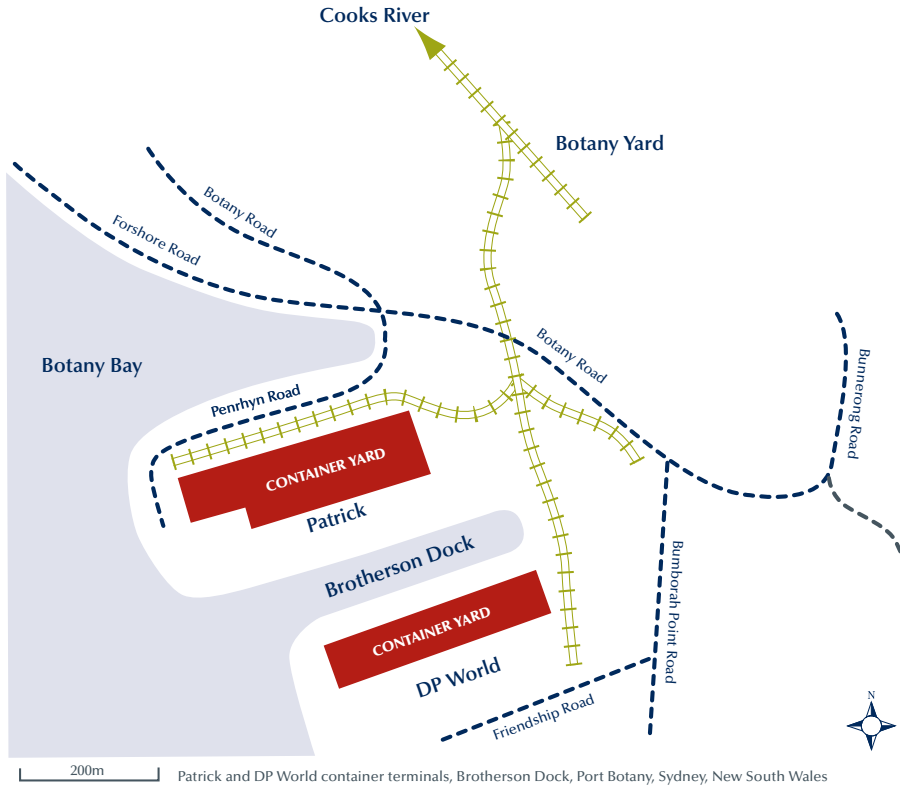 Cooks River
Botany Yard
Botany Road
Forshore Road
Botany Road
Bunnerong Road
Botany Bay
Penrhyn Road
CONTAINER YARD
Patrick
Brotherson Dock
Bumborah Point Road
CONTAINER YARD
DP World
Friendship Road
N
200m
Patrick and DP World container terminals, Brotherson Dock, Port Botany, Sydney, New South Wales